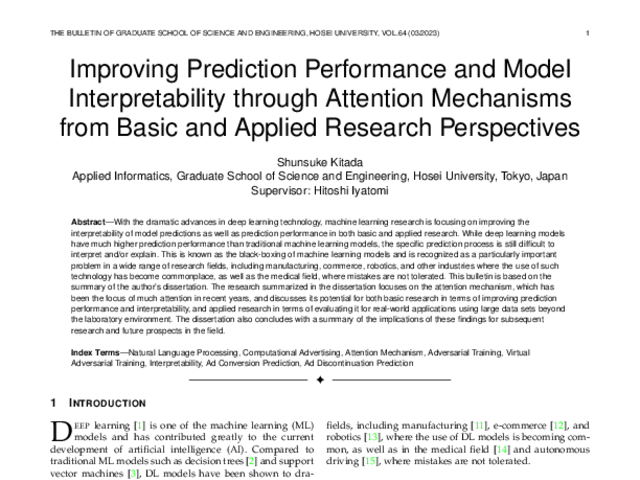 THE BULLETIN OF GRADUATE SCHOOL OF SCIENCE AND ENGINEERING, HOSEI UNIVERSITY, VOL.64 (03/2023) 1
Improving Prediction Performance and Model
Interpretability through Attention Mechanisms
from Basic and Applied Research Perspectives
Shunsuke Kitada
Applied Informatics, Graduate School of Science and Engineering, Hosei University, Tokyo, Japan
Supervisor: Hitoshi Iyatomi
Abstract—With the dramatic advances in deep learning technology, machine learning research is focusing on improving the
interpretability of model predictions as well as prediction performance in both basic and applied research. While deep learning models
have much higher prediction performance than traditional machine learning models, the specific prediction process is still difficult to
interpret and/or explain. This is known as the black-boxing of machine learning models and is recognized as a particularly important
problem in a wide range of research fields, including manufacturing, commerce, robotics, and other industries where the use of such
technology has become commonplace, as well as the medical field, where mistakes are not tolerated. This bulletin is based on the
summary of the author's dissertation. The research summarized in the dissertation focuses on the attention mechanism, which has
been the focus of much attention in recent years, and discusses its potential for both basic research in terms of improving prediction
performance and interpretability, and applied research in terms of evaluating it for real-world applications using large data sets beyond
the laboratory environment. The dissertation also concludes with a summary of the implications of these findings for subsequent
research and future prospects in the field.
Index Terms—Natural Language Processing, Computational Advertising, Attention Mechanism, Adversarial Training, Virtual
Adversarial Training, Interpretability, Ad Conversion Prediction, Ad Discontinuation Prediction
1 INTRODUCTION
DEEP learning [1] is one of the machine learning (ML)
models and has contributed greatly to the current
development of artificial intelligence (AI). Compared to
traditional ML models such as decision trees [2] and support
vector machines [3], DL models have been shown to dra-
fields, including manufacturing [11], e-commerce [12], and
robotics [13], where the use of DL models is becoming com-
mon, as well as in the medical field [14] and autonomous
driving [15], where mistakes are not tolerated.